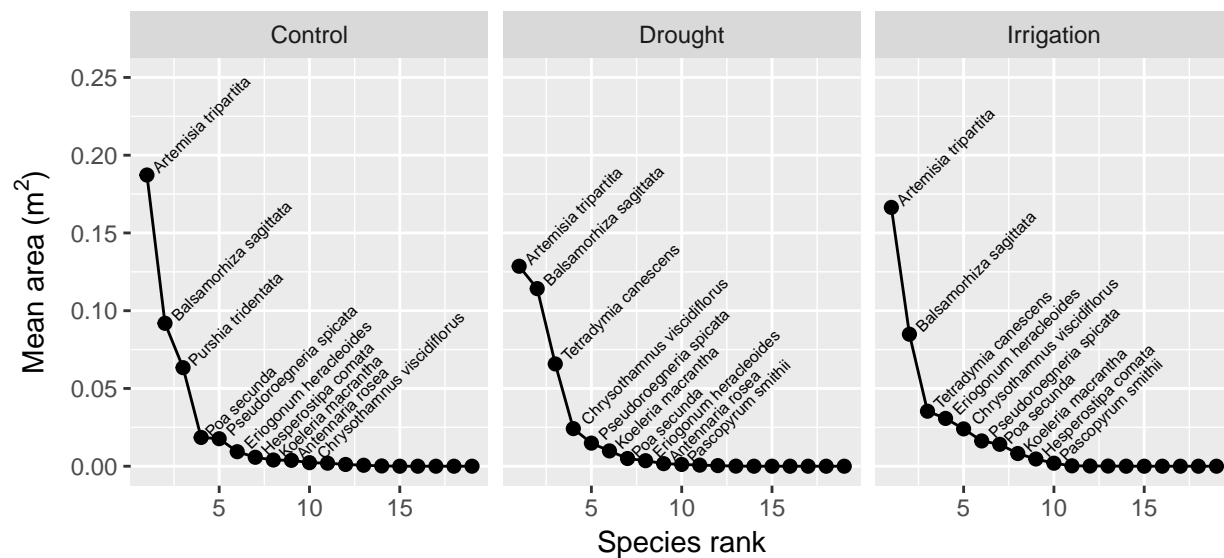 Control
Drought
Irrigation
Mean area (m²)
0.25
0.20
0.15
0.10
0.05
0.00
Artemisia tripartita
Balsamorhiza sagittata
Purshia tridentata
Poa secunda
Pseudoroegneria spicata
Eriogonum heracleoides
Hesperostipa comata
Koeleria macrantha
Antennaria rosea
Chrysothamnus viscidiflorus
Artemisia tripartita
Balsamorhiza sagittata
Tetradymia canescens
Chrysothamnus viscidiflorus
Pseudoroegneria spicata
Koeleria macrantha
Poa secunda
Eriogonum heracleoides
Antennaria rosea
Pascopyrum smithii
Artemisia tripartita
Balsamorhiza sagittata
Tetradymia canescens
Eriogonum heracleoides
Chrysothamnus viscidiflorus
Pseudoroegneria spicata
Poa secunda
Koeleria macrantha
Hesperostipa comata
Pascopyrum smithii
5 10 15
5 10 15
5 10 15
Species rank